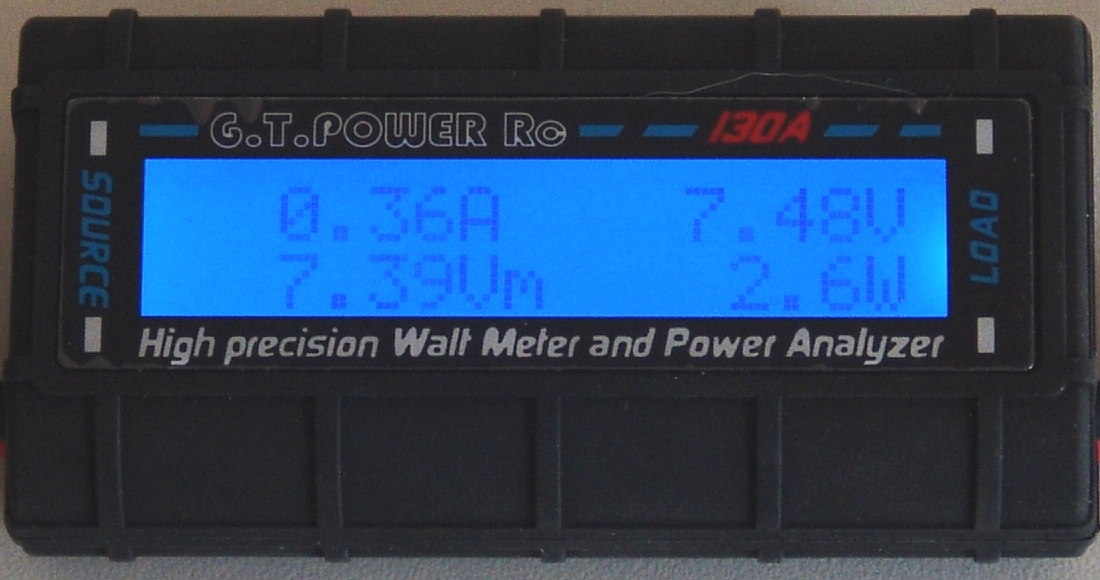 G.T.POWER RC 130A
SOURCE
0.36A 7.48V
7.39Vm 2.6W
LOAD
High precision Watt Meter and Power Analyzer